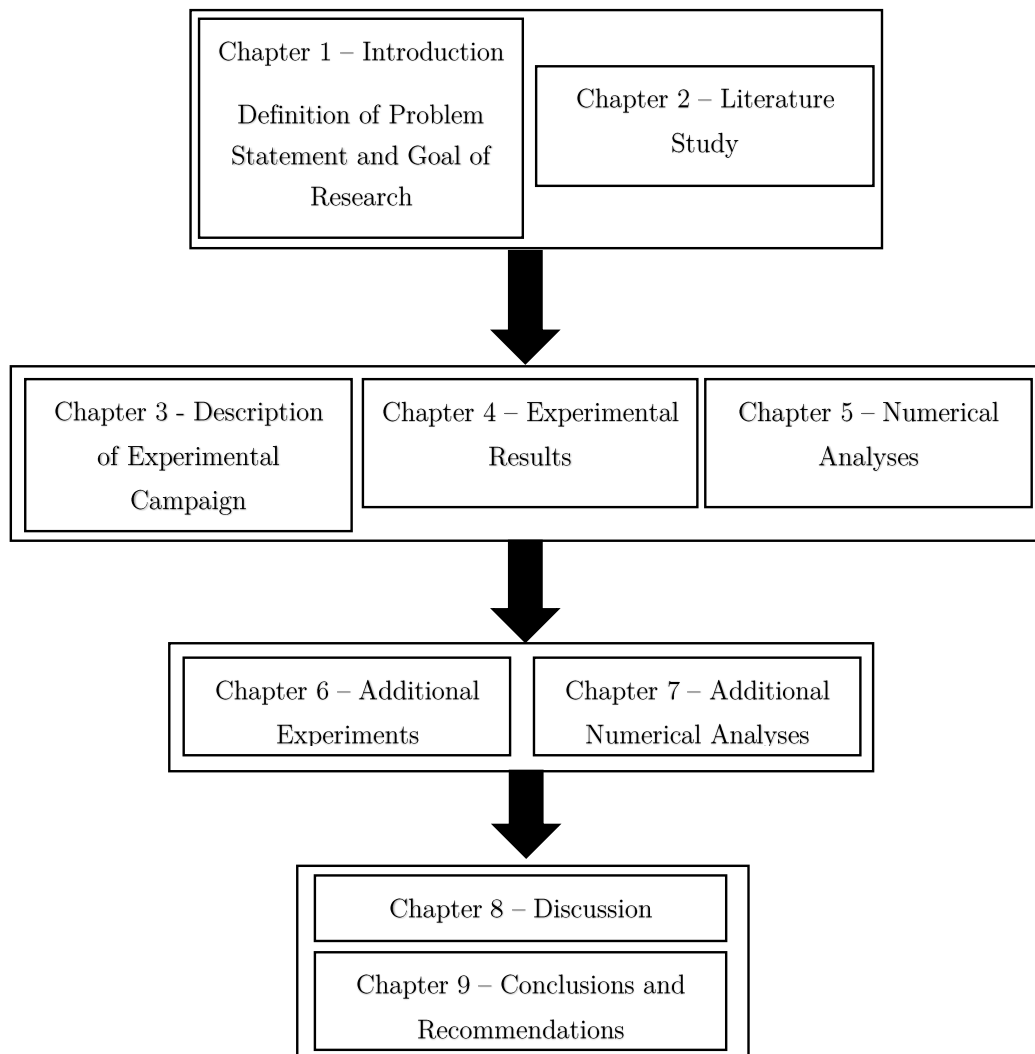 Chapter 1 – Introduction
Definition of Problem
Statement and Goal of
Research
Chapter 2 – Literature
Study
Chapter 3 - Description
of Experimental
Campaign
Chapter 4 – Experimental
Results
Chapter 5 – Numerical
Analyses
Chapter 6 – Additional
Experiments
Chapter 7 – Additional
Numerical Analyses
Chapter 8 – Discussion
Chapter 9 – Conclusions and
Recommendations